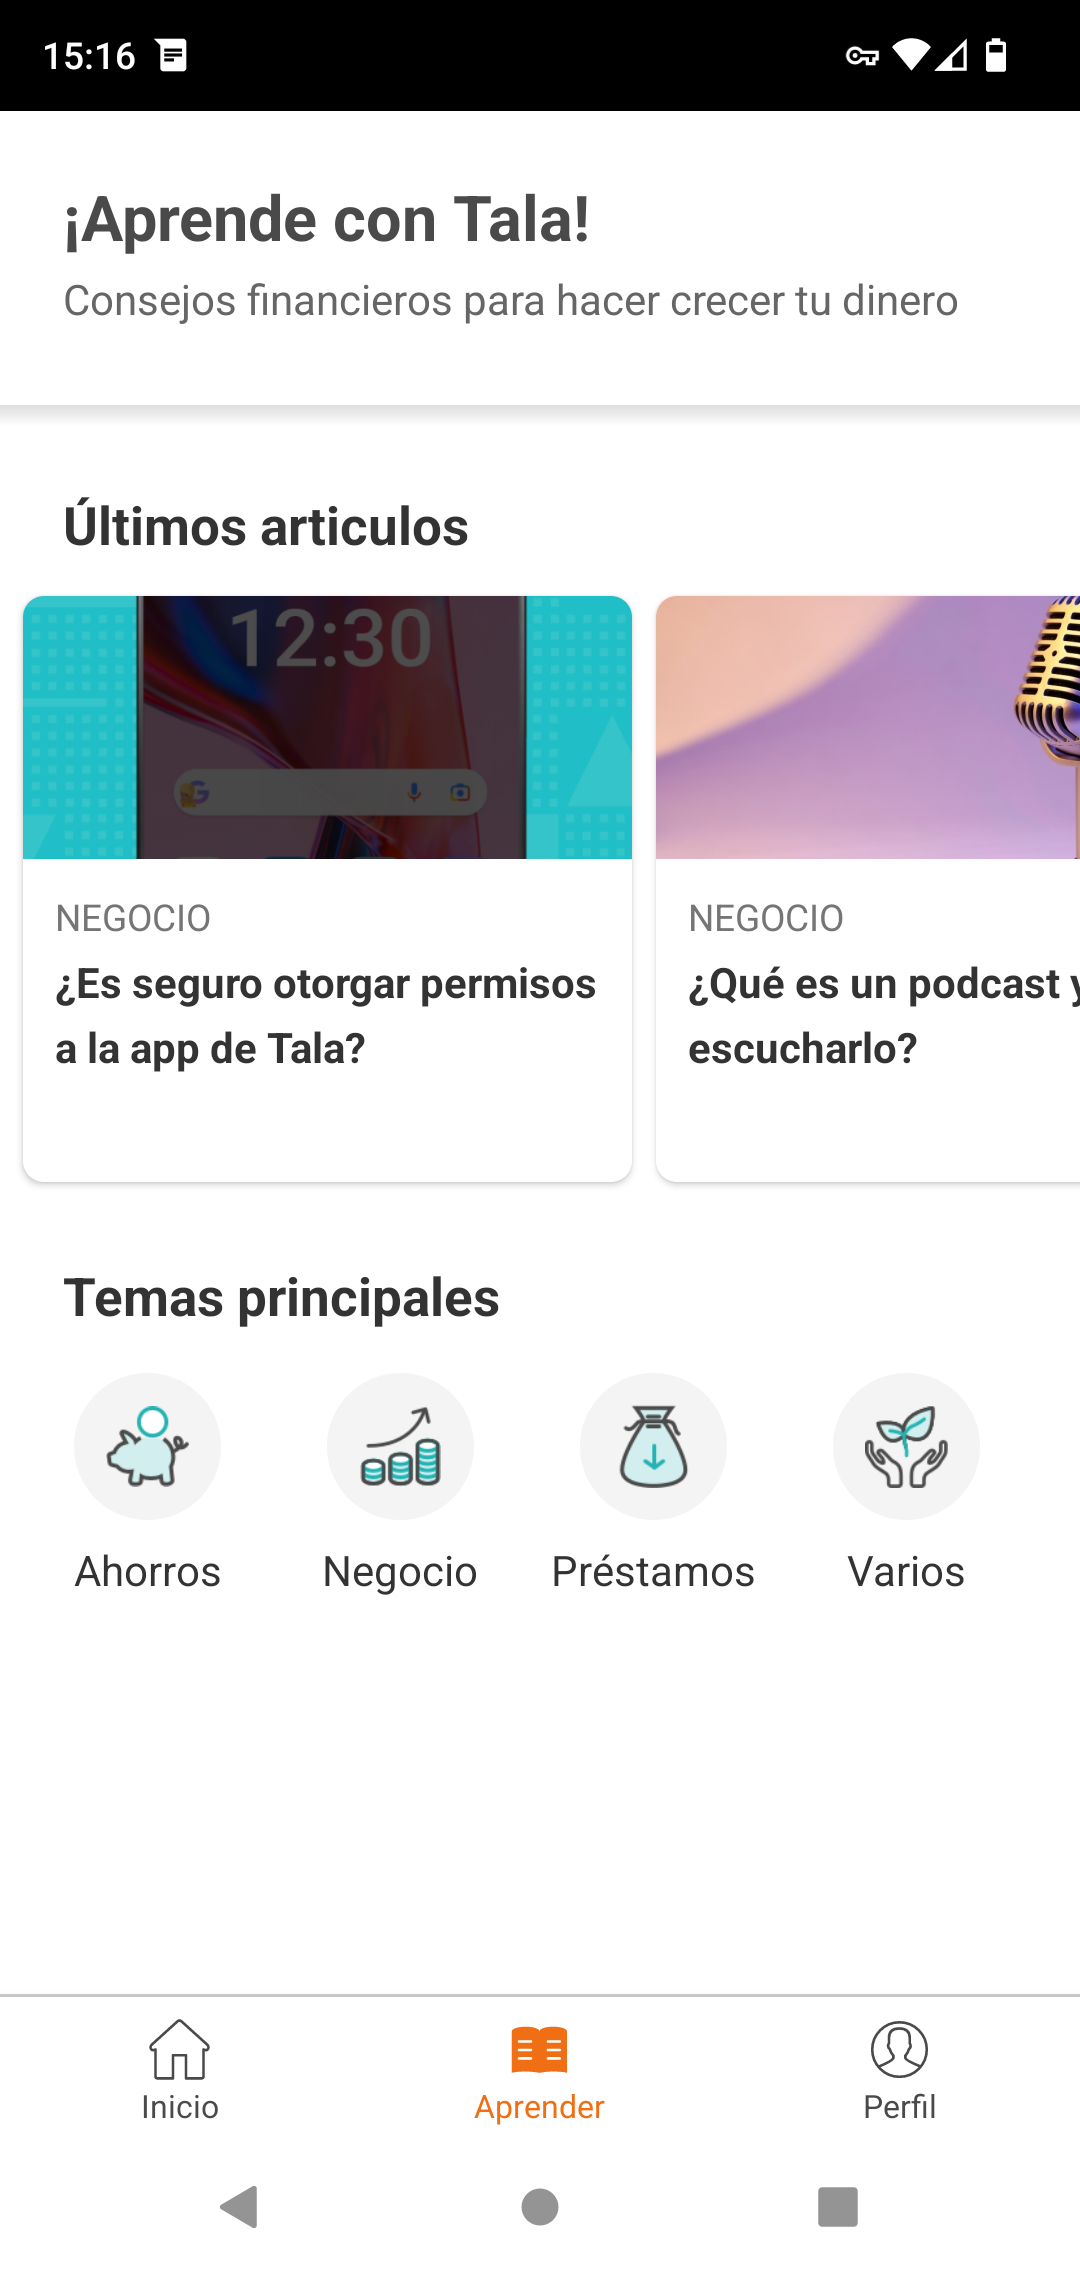 15:16
¡Aprende con Tala!
Consejos financieros para hacer crecer tu dinero
Últimos articulos
12:30
NEGOCIO
¿Es seguro otorgar permisos
a la app de Tala?
NEGOCIO
¿Qué es un podcast y
escucharlo?
Temas principales
Ahorros
Negocio
Préstamos
Varios
Inicio
Aprender
Perfil